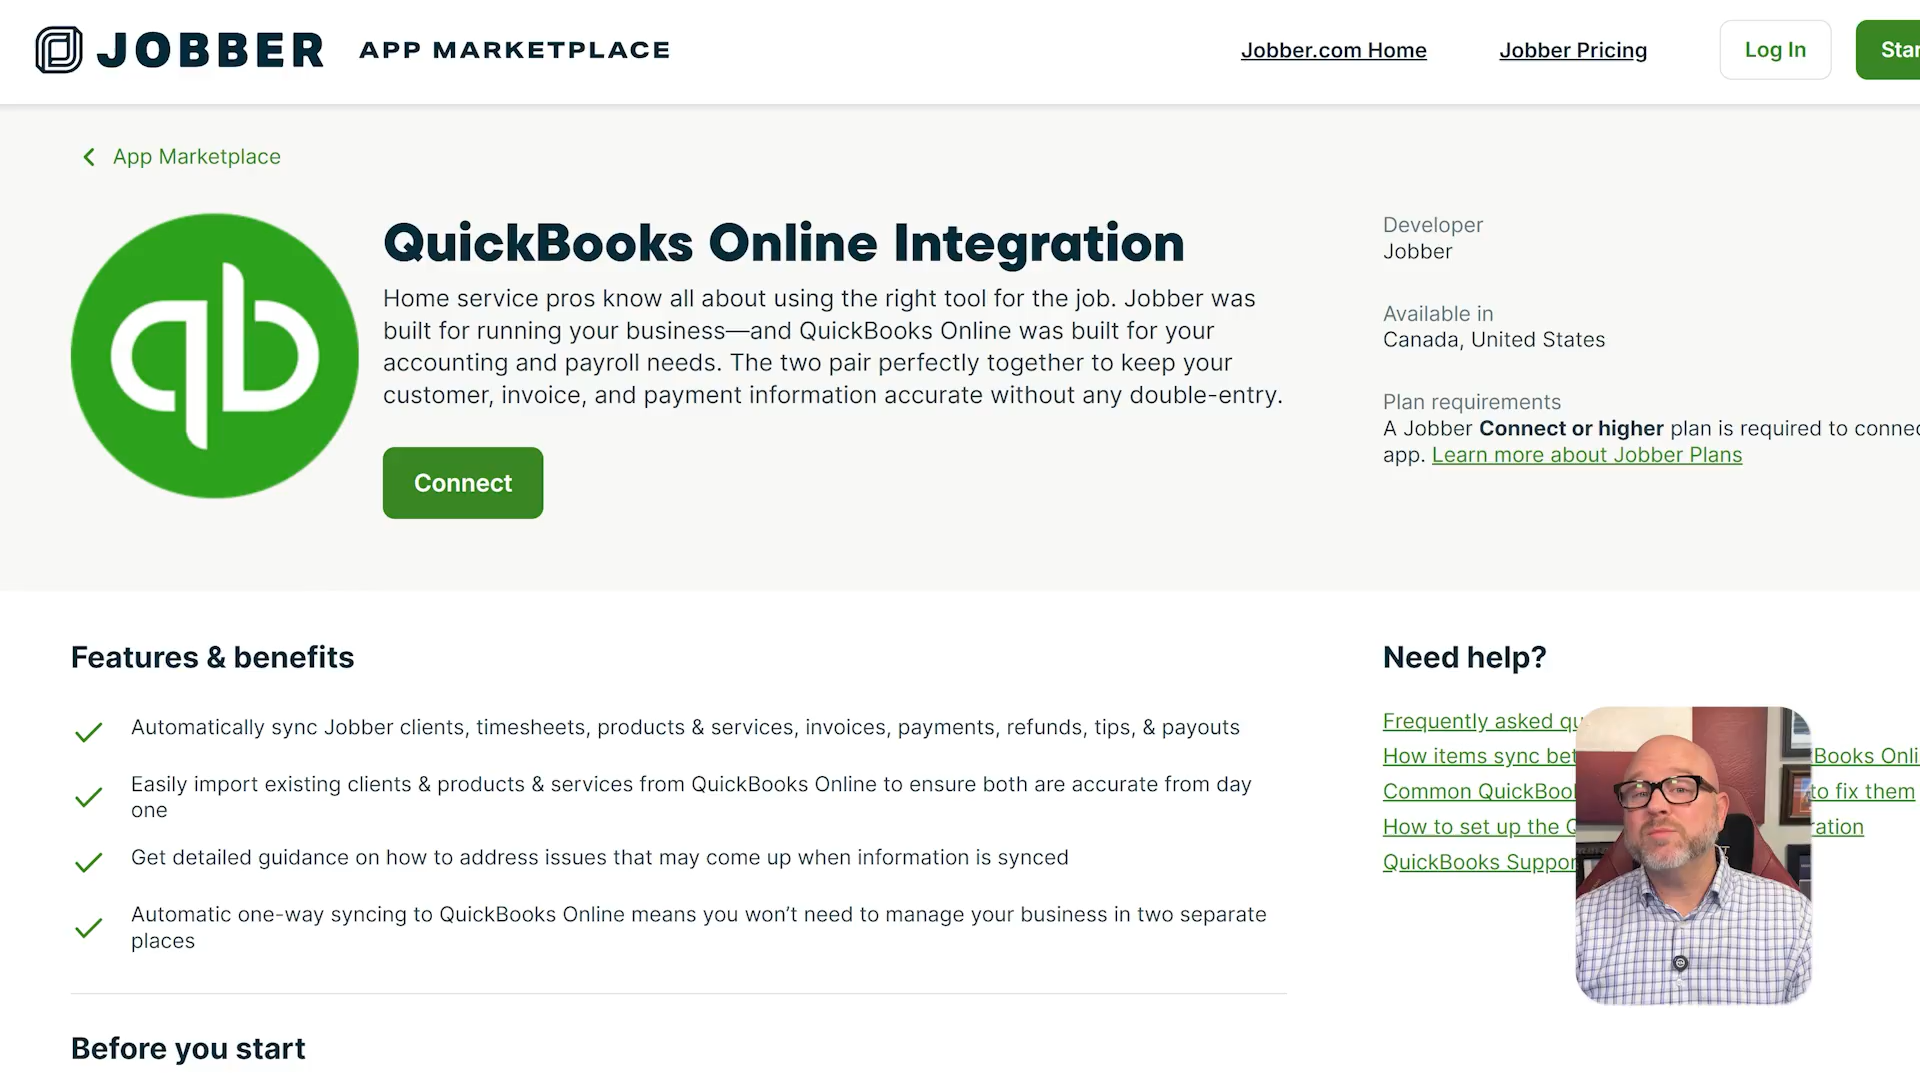 JOBBER APP MARKETPLACE
Jobber.com Home
Jobber Pricing
Log In
App Marketplace
qb
QuickBooks Online Integration
Home service pros know all about using the right tool for the job. Jobber was
built for running your business—and QuickBooks Online was built for your
accounting and payroll needs. The two pair perfectly together to keep your
customer, invoice, and payment information accurate without any double-entry.
Connect
Developer
Jobber
Available in
Canada, United States
Plan requirements
A Jobber Connect or higher plan is required to
app. Learn more about Jobber Plans
Features & benefits
Automatically sync Jobber clients, timesheets, products & services, invoices, payments, refunds, tips, & payouts
Easily import existing clients & products & services from QuickBooks Online to ensure both are accurate from day
one
Get detailed guidance on how to address issues that may come up when information is synced
Automatic one-way syncing to QuickBooks Online means you won’t need to manage your business in two separate
places
Need help?
Frequently asked
How items sync
Common
to fix them
How to set up the
QuickBooks
Before you start